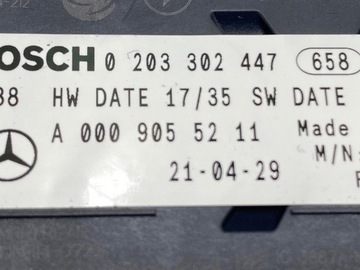 BOSCH 0 203 302 447 658
38 HW DATE 17/35 SW DATE
A 000 905 52 11 Made
M/N
21-04-29